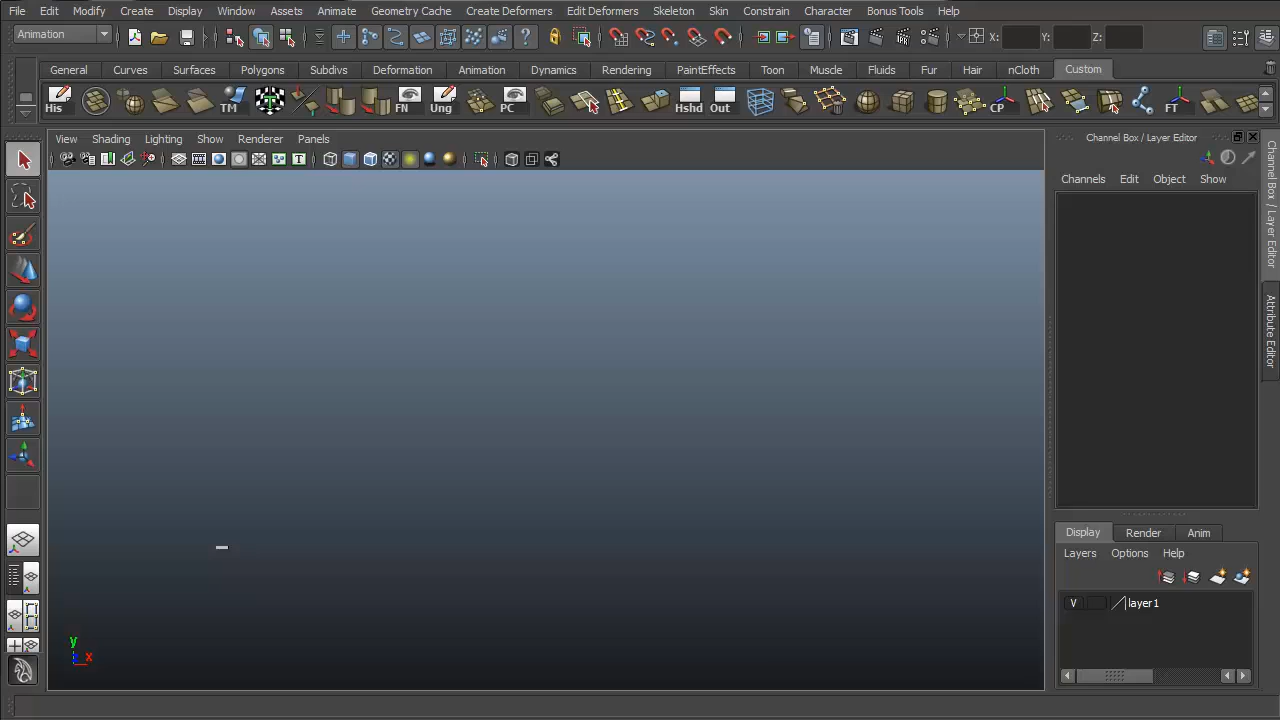 File Edit Modify Create Display Window Assets Animate Geometry Cache Create Deformers Edit Deformers Skeleton Skin Constrain Character Bonus Tools Help
Animation X: Y: Z:
General Curves Surfaces Polygons Subdivs Deformation Animation Dynamics Rendering PaintEffects Toon Muscle Fluids Fur Hair nCloth Custom
His TM FN Ung PC Hshd Out CP FT
View Shading Lighting Show Renderer Panels
Channel Box / Layer Editor
T
Channels Edit Object Show
Channel Box / Layer Editor
Attribute Editor
Display Render Anim
Layers Options Help
V layer1
y
x